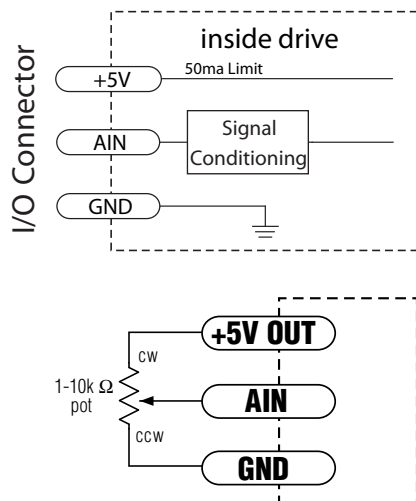 inside drive
I/O Connector
50ma Limit
+5V
AIN
Signal
Conditioning
GND
+5V OUT
CW
1-10k Ω
pot
AIN
CCW
GND